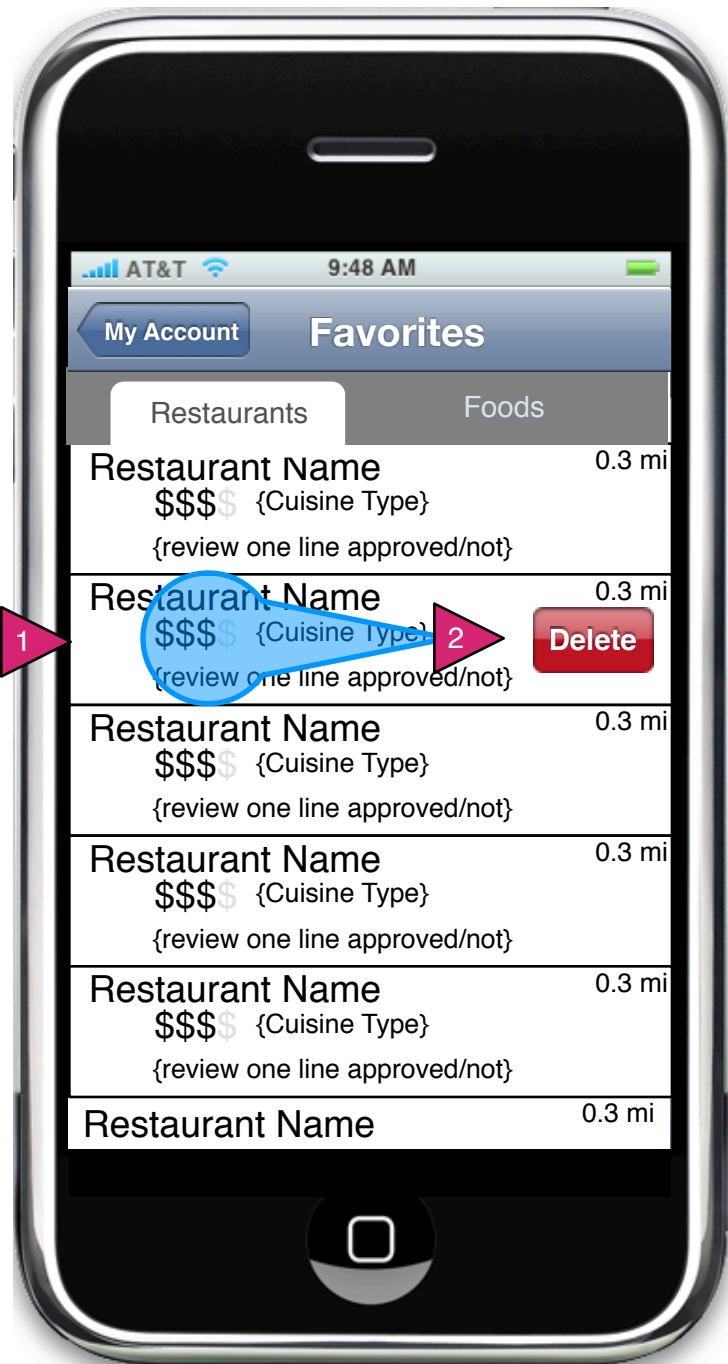 AT&T 9:48 AM
My Account Favorites
Restaurants Foods
Restaurant Name 0.3 mi
$$$$ {Cuisine Type}
{review one line approved/not}
Restaurant Name 0.3 mi
1 $$$$ {Cuisine Type} 2 Delete
{review one line approved/not}
Restaurant Name 0.3 mi
$$$$ {Cuisine Type}
{review one line approved/not}
Restaurant Name 0.3 mi
$$$$ {Cuisine Type}
{review one line approved/not}
Restaurant Name 0.3 mi
$$$$ {Cuisine Type}
{review one line approved/not}
Restaurant Name 0.3 mi